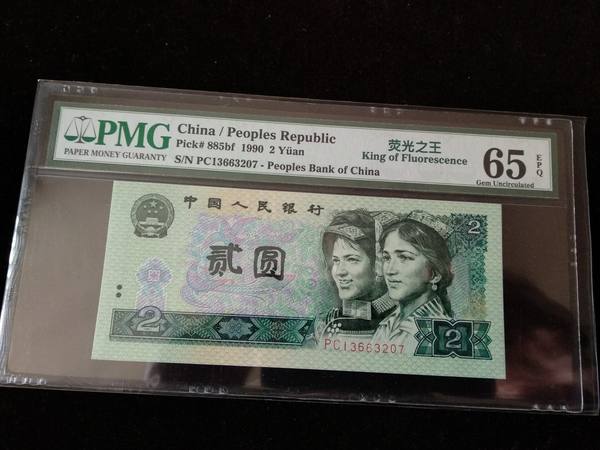 PMG
PAPER MONEY GUARANTY
China / Peoples Republic
Pick# 885bf 1990 2 Yüan
S/N PC13663207 - Peoples Bank of China
荧光之王
King of Fluorescence
65 EPQ
Gem Uncirculated
中国人民银行
2
贰圆
2
PC13663207
2